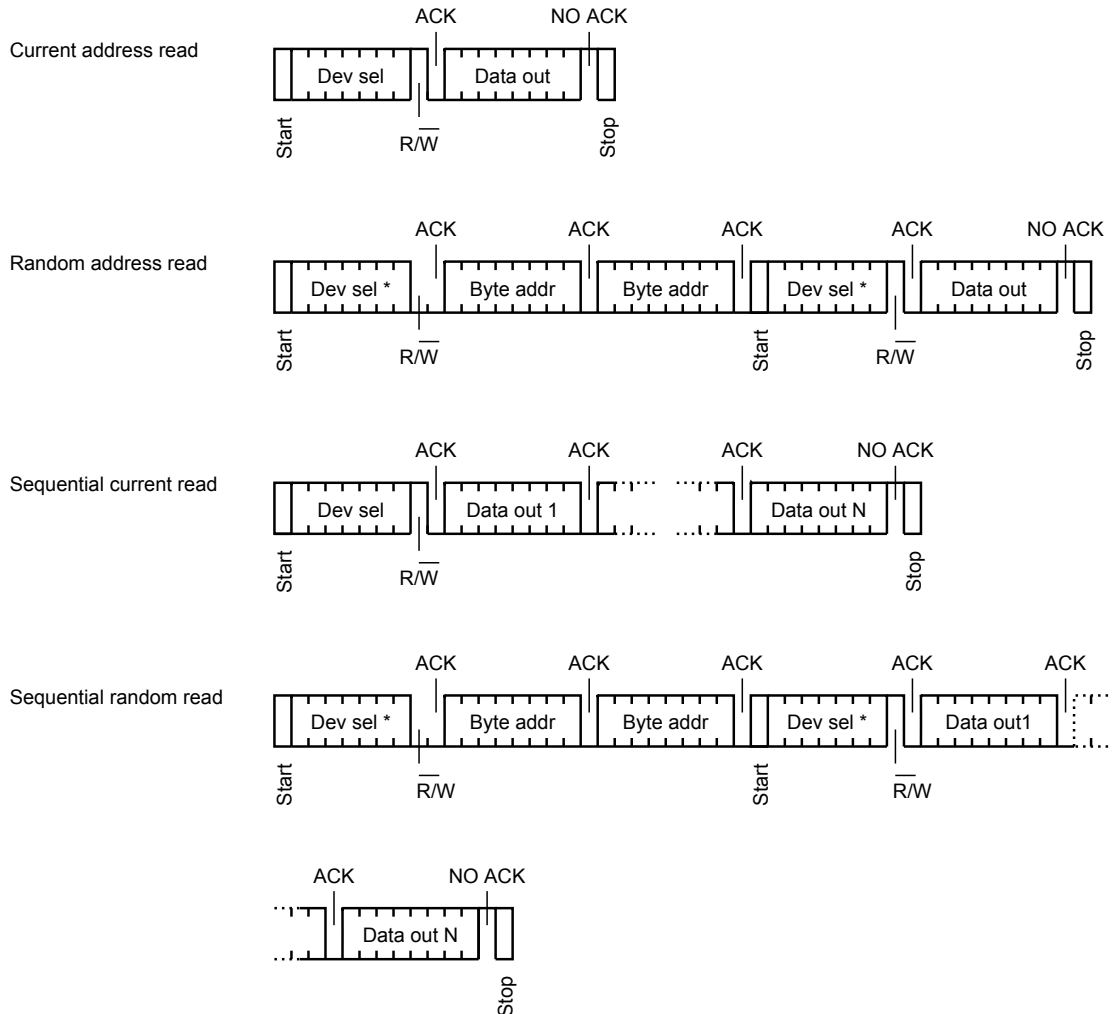 ACK NO ACK
Current address read
Dev sel Data out
Start R/W̅ Stop
ACK ACK ACK ACK NO ACK
Random address read
Dev sel * Byte addr Byte addr Dev sel * Data out
Start R/W̅ Start R/W̅ Stop
ACK ACK ACK NO ACK
Sequential current read
Dev sel Data out 1 Data out N
Start R/W̅ Stop
ACK ACK ACK ACK ACK
Sequential random read
Dev sel * Byte addr Byte addr Dev sel * Data out1
Start R̅/W Start R̅/W
ACK NO ACK
Data out N
Stop